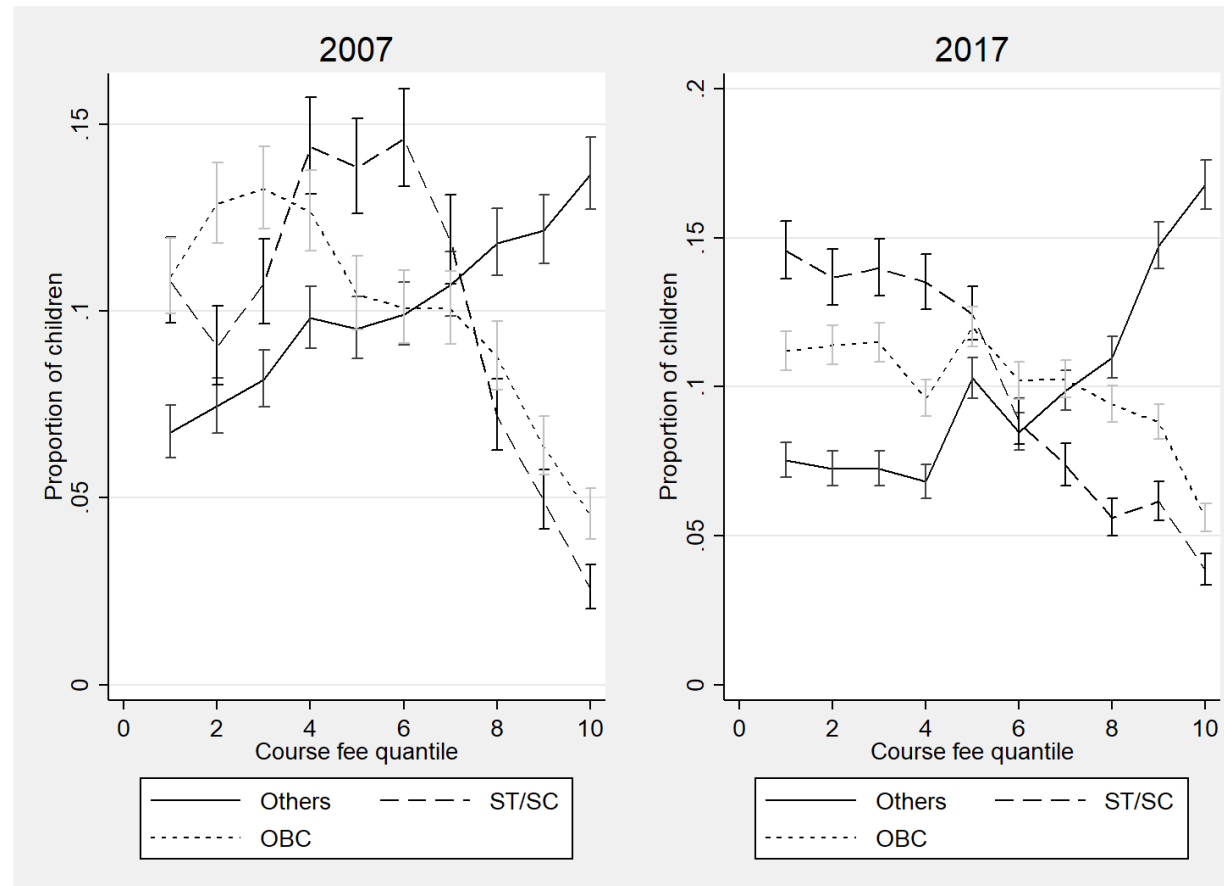 2007
Proportion of children
.15
.1
.05
0
0 2 4 6 8 10
Course fee quantile
Others ST/SC
OBC
2017
Proportion of children
.2
.15
.1
.05
0
0 2 4 6 8 10
Course fee quantile
Others ST/SC
OBC